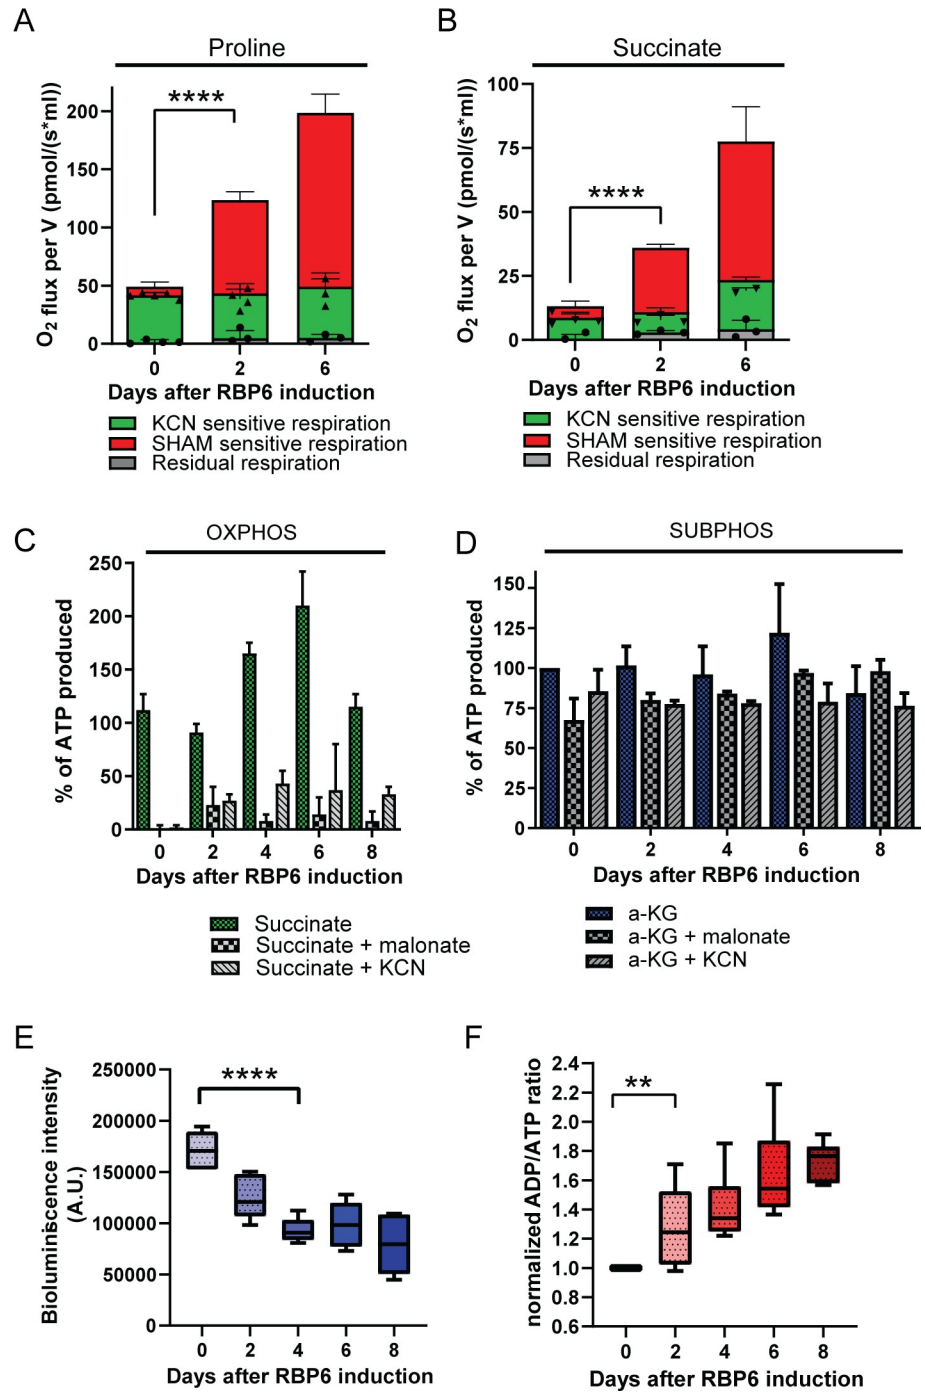 A
Proline
****
O2 flux per V (pmol/(s*ml))
200
150
100
50
0
0 2 6
Days after RBP6 induction
KCN sensitive respiration
SHAM sensitive respiration
Residual respiration
B
Succinate
****
O2 flux per V (pmol/(s*ml))
100
75
50
25
0
0 2 6
Days after RBP6 induction
KCN sensitive respiration
SHAM sensitive respiration
Residual respiration
C
OXPHOS
% of ATP produced
250
200
150
100
50
0
0 2 4 6 8
Days after RBP6 induction
Succinate
Succinate + malonate
Succinate + KCN
D
SUBPHOS
% of ATP produced
150
125
100
75
50
25
0
0 2 4 6 8
Days after RBP6 induction
a-KG
a-KG + malonate
a-KG + KCN
E
****
Bioluminiscence intensity
(A.U.)
250000
200000
150000
100000
50000
0
0 2 4 6 8
Days after RBP6 induction
F
**
normalized ADP/ATP ratio
2.4
2.2
2.0
1.8
1.6
1.4
1.2
1.0
0.8
0.6
0 2 4 6 8
Days after RBP6 induction